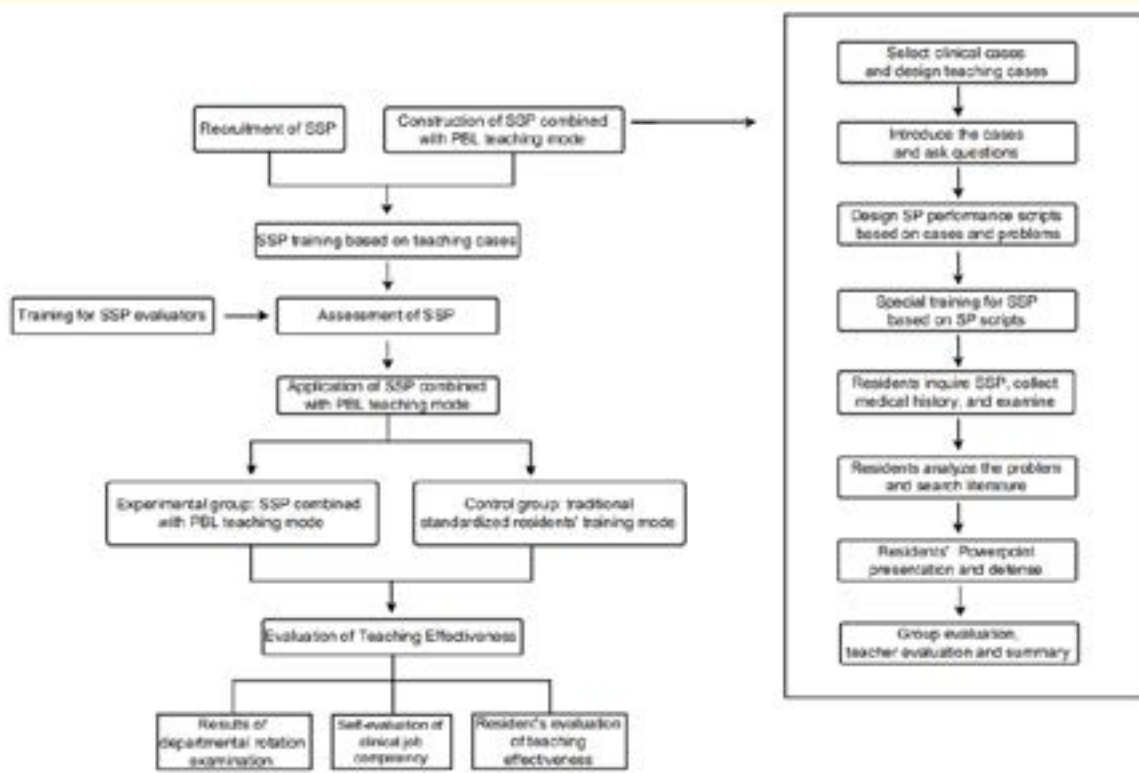 Recruitment of SSP
Construction of SSP combined
with PBL teaching mode
SSP training based on teaching cases
Training for SSP evaluators
Assessment of SSP
Application of SSP combined
with PBL teaching mode
Experimental group: SSP combined
with PBL teaching mode
Control group: traditional
standardized residents' training mode
Evaluation of Teaching Effectiveness
Results of
departmental rotation
examination
Self-evaluation of
clinical job
competency
Resident's evaluation
of teaching
effectiveness
Select clinical cases
and design teaching cases
Introduce the cases
and ask questions
Design SP performance scripts
based on cases and problems
Special training for SSP
based on SP scripts
Residents inquire SSP, collect
medical history, and examine
Residents analyze the problem
and search literature
Residents' Powerpoint
presentation and defense
Group evaluation,
teacher evaluation and summary